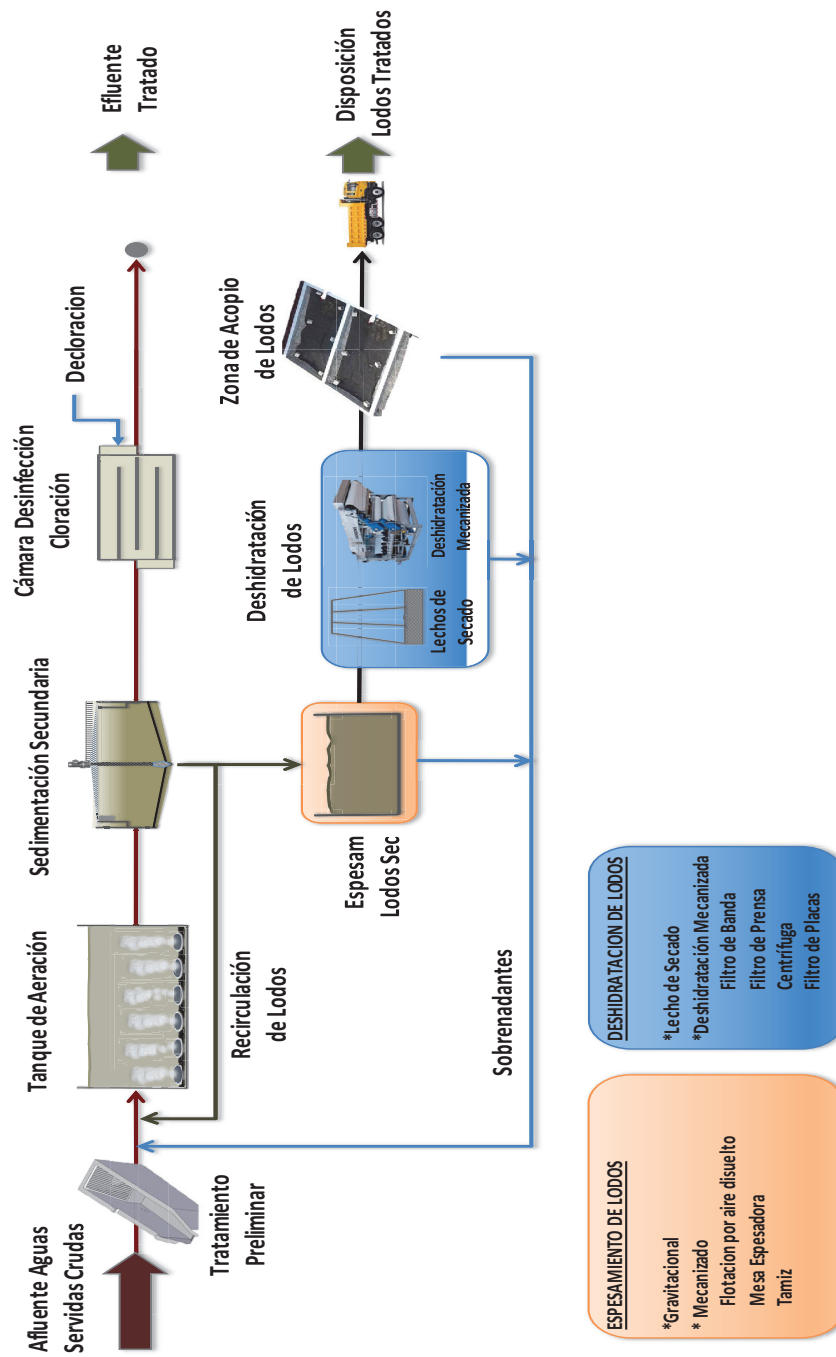 Afluente Aguas
Servidas Crudas
Tratamiento
Preliminar
Tanque de Aeración
Recirculación
de Lodos
Sedimentación Secundaria
Cámara Desinfección
Cloración
Decloracion
Efluente
Tratado
Espesam
Lodos Sec
Deshidratación
de Lodos
Lechos de
Secado
Deshidratación
Mecanizada
Zona de Acopio
de Lodos
Disposición
Lodos Tratados
Sobrenadantes
ESPESAMIENTO DE LODOS
*Gravitacional
* Mecanizado
Flotacion por aire disuelto
Mesa Espesadora
Tamiz
DESHIDRATACION DE LODOS
*Lecho de Secado
*Deshidratación Mecanizada
Filtro de Banda
Filtro de Prensa
Centrífuga
Filtro de Placas